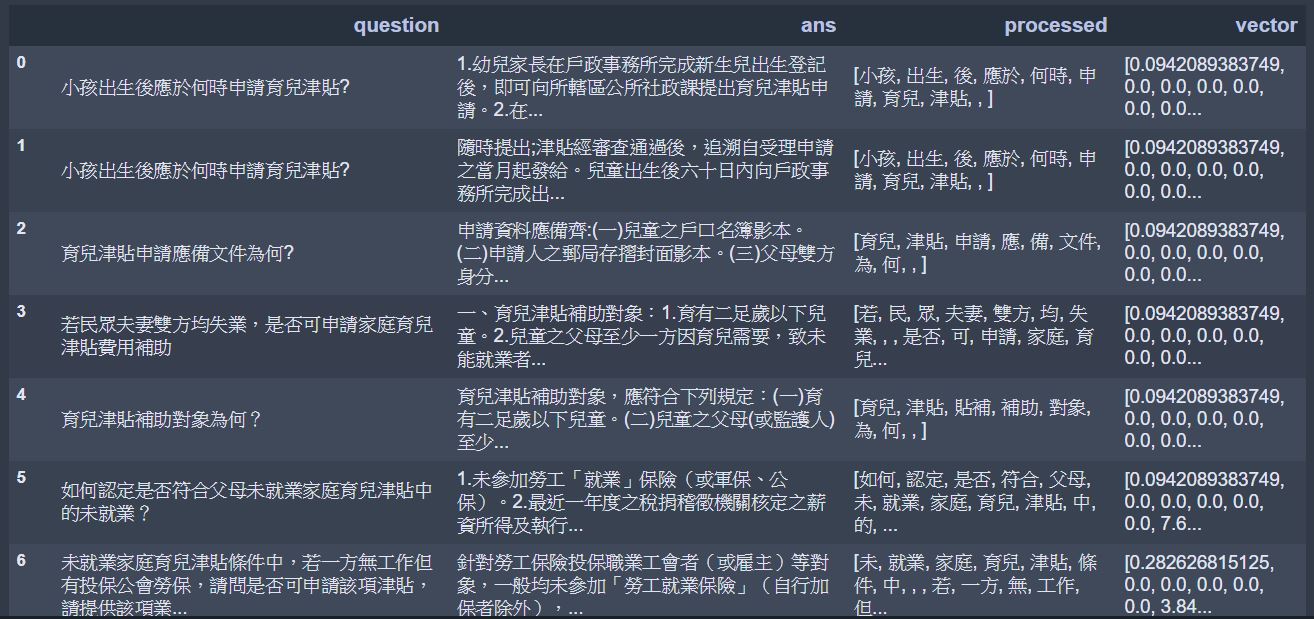 question ans processed vector
0
小孩出生後應於何時申請育兒津貼?
1.幼兒家長在戶政事務所完成新生兒出生登記
後，即可向所轄區公所社政課提出育兒津貼申
請。2.在...
[小孩, 出生, 後, 應於, 何時, 申
請, 育兒, 津貼, , ]
[0.0942089383749,
0.0, 0.0, 0.0, 0.0,
0.0, 0.0...
1
小孩出生後應於何時申請育兒津貼?
隨時提出;津貼經審查通過後，追溯自受理申請
之當月起發給。兒童出生後六十日內向戶政事
務所完成出...
[小孩, 出生, 後, 應於, 何時, 申
請, 育兒, 津貼, , ]
[0.0942089383749,
0.0, 0.0, 0.0, 0.0,
0.0, 0.0...
2
育兒津貼申請應備文件為何?
申請資料應備齊:(一)兒童之戶口名簿影本。
(二)申請人之郵局存摺封面影本。(三)父母雙方
身分...
[育兒, 津貼, 申請, 應, 備, 文件,
為, 何, , ]
[0.0942089383749,
0.0, 0.0, 0.0, 0.0,
0.0, 0.0...
3
若民眾夫妻雙方均失業，是否可申請家庭育兒
津貼費用補助
一、育兒津貼補助對象：1.育有二足歲以下兒
童。2.兒童之父母至少一方因育兒需要，致未
能就業者...
[若, 民, 眾, 夫妻, 雙方, 均, 失
業, , , 是否, 可, 申請, 家庭, 育
兒...
[0.0942089383749,
0.0, 0.0, 0.0, 0.0,
0.0, 0.0...
4
育兒津貼補助對象為何？
育兒津貼補助對象，應符合下列規定：(一)育
有二足歲以下兒童。(二)兒童之父母(或監護人)
至少...
[育兒, 津貼, 貼補, 補助, 對象,
為, 何, , ]
[0.0942089383749,
0.0, 0.0, 0.0, 0.0,
0.0, 0.0...
5
如何認定是否符合父母未就業家庭育兒津貼中
的未就業？
1.未參加勞工「就業」保險（或軍保、公
保）。2.最近一年度之稅捐稽徵機關核定之薪
資所得及執行...
[如何, 認定, 是否, 符合, 父母,
未, 就業, 家庭, 育兒, 津貼, 中,
的, ...
[0.0942089383749,
0.0, 0.0, 0.0, 0.0,
0.0, 7.6...
6
未就業家庭育兒津貼條件中，若一方無工作但
有投保公會勞保，請問是否可申請該項津貼，
請提供該項業...
針對勞工保險投保職業工會者（或雇主）等對
象，一般均未參加「勞工就業保險」（自行加
保者除外），...
[未, 就業, 家庭, 育兒, 津貼, 條
件, 中, , , 若, 一方, 無, 工作,
但...
[0.282626815125,
0.0, 0.0, 0.0, 0.0,
0.0, 3.84...